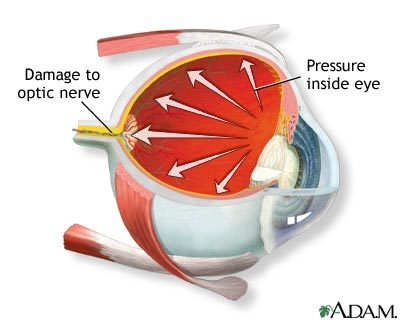 Pressure
inside eye
Damage to
optic nerve
A.D.A.M.